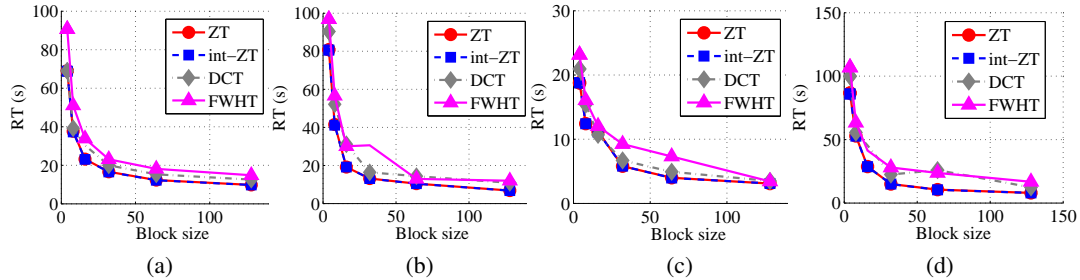 100
80
60
40
20
0
RT (s)
0 50 100
Block size
ZT
int−ZT
DCT
FWHT
(a)
100
80
60
40
20
0
RT (s)
0 50 100
Block size
ZT
int−ZT
DCT
FWHT
(b)
30
20
10
0
RT (s)
0 50 100
Block size
ZT
int−ZT
DCT
FWHT
(c)
150
100
50
0
RT (s)
0 50 100 150
Block size
ZT
int−ZT
DCT
FWHT
(d)